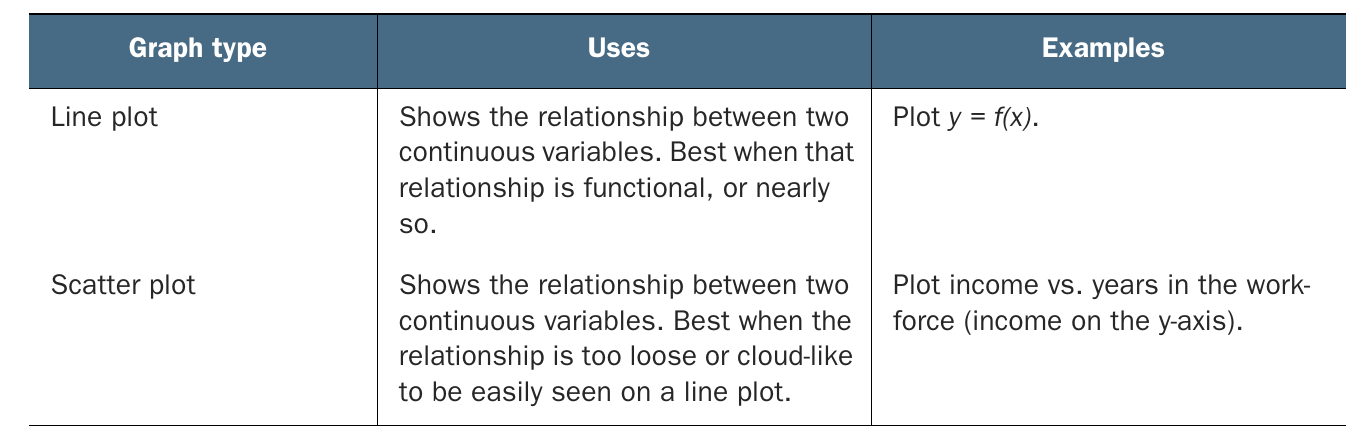 Graph type
Uses
Examples
Line plot
Shows the relationship between two
continuous variables. Best when that
relationship is functional, or nearly
so.
Plot y = f(x).
Scatter plot
Shows the relationship between two
continuous variables. Best when the
relationship is too loose or cloud-like
to be easily seen on a line plot.
Plot income vs. years in the work-
force (income on the y-axis).